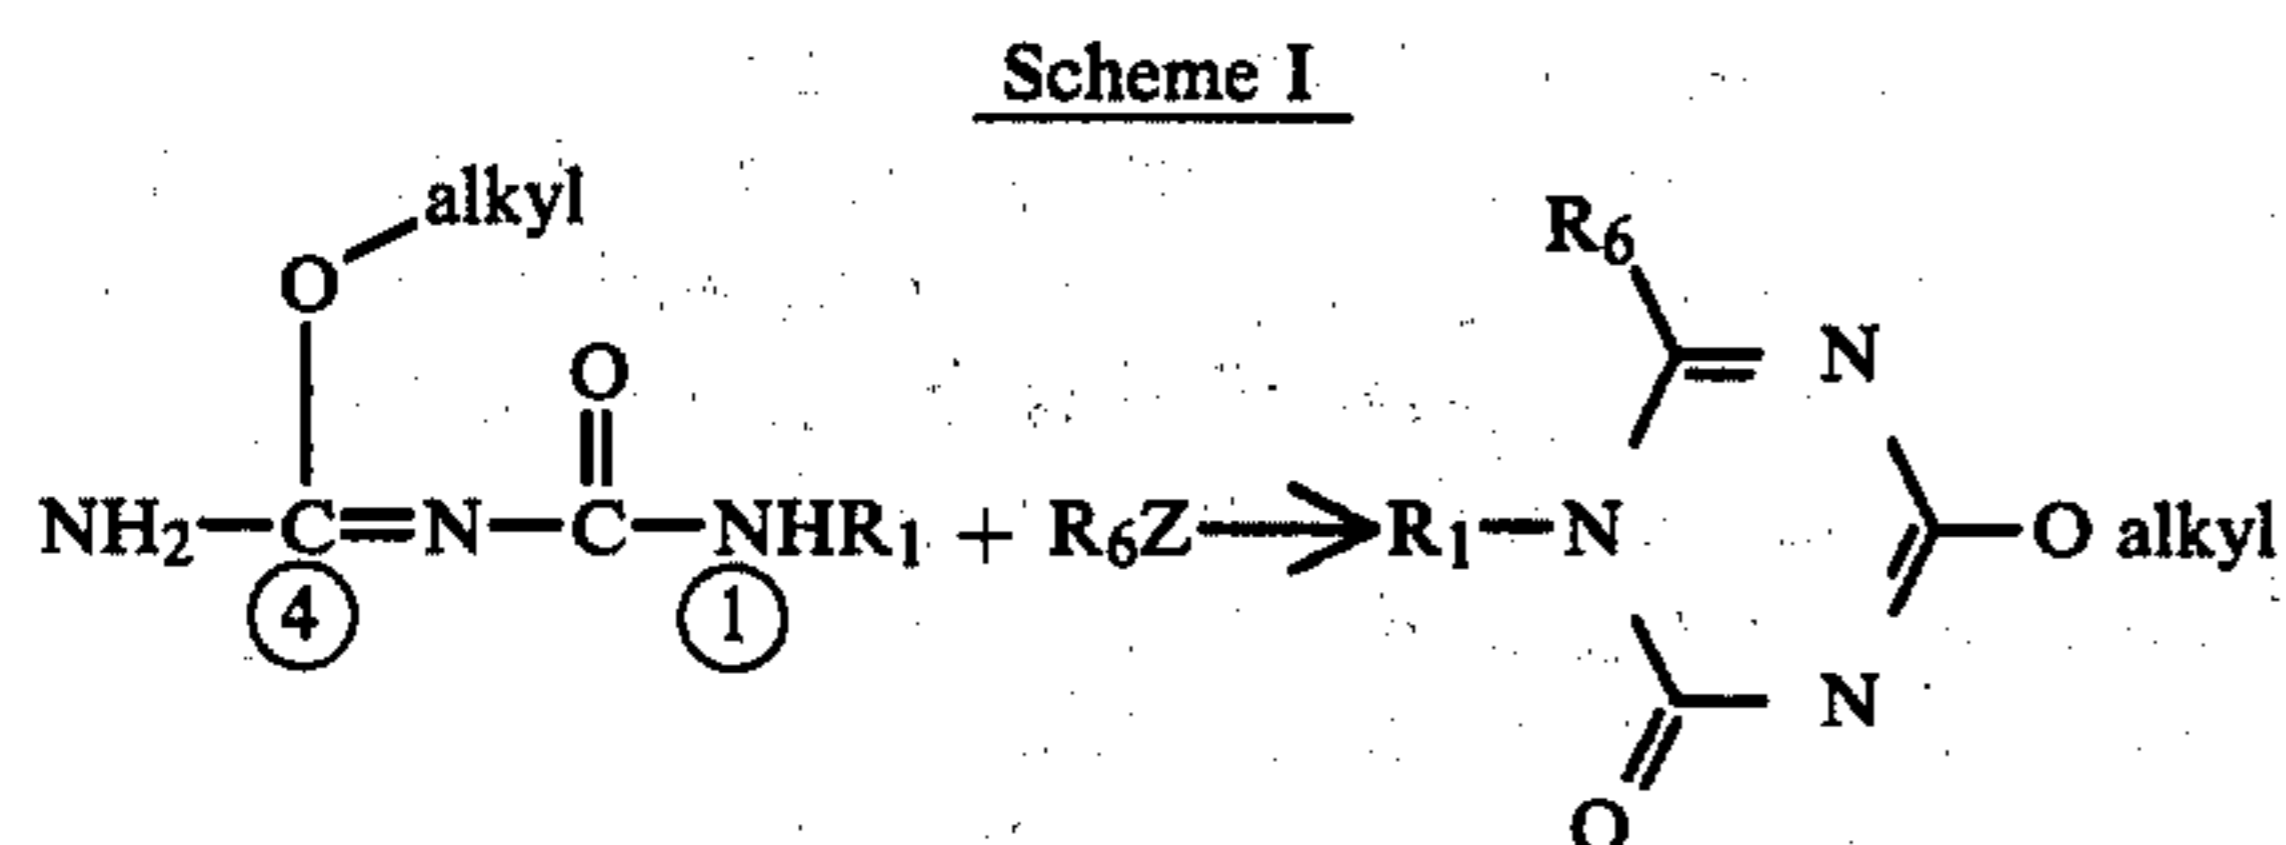 Scheme I
alkyl
O
O
NH2—C=N—C—NHR1 + R6Z
4
1
R6
N
R1—N
O alkyl
N
O